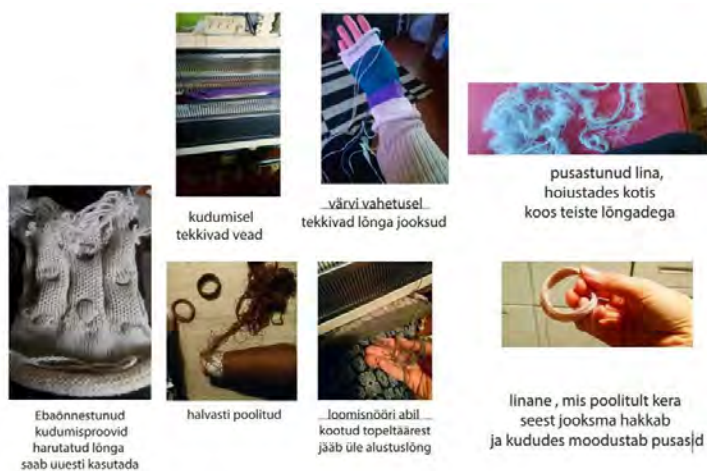 kudumisel
tekkivad vead
värvi vahetusel
tekkivad lõnga jooksud
pusastunud lina,
hoiustades kotis
koos teiste lõngadega
Ebaõnnestunud
kudumisproovid
harutatud lõnga
saab uuesti kasutada
halvasti poolitud
loomisnööri abil
kootud topeltäärest
jääb üle alustuslõng
linane , mis poolitult kera
seest jooksma hakkab
ja kududes moodustab pusasid